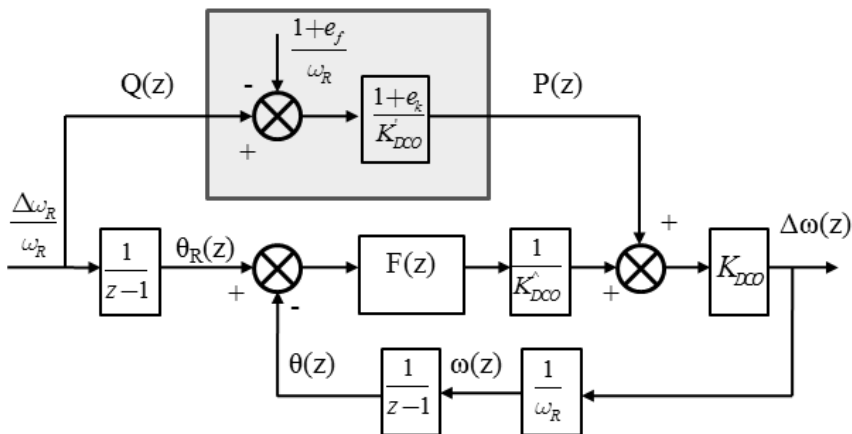 1+e_f
ω_R
Q(z)
-
+
1+e_k
K'_DCO
P(z)
Δω_R
ω_R
1
z−1
θ_R(z)
+
-
F(z)
1
K^_DCO
+
+
K_DCO
Δω(z)
θ(z)
1
z−1
ω(z)
1
ω_R